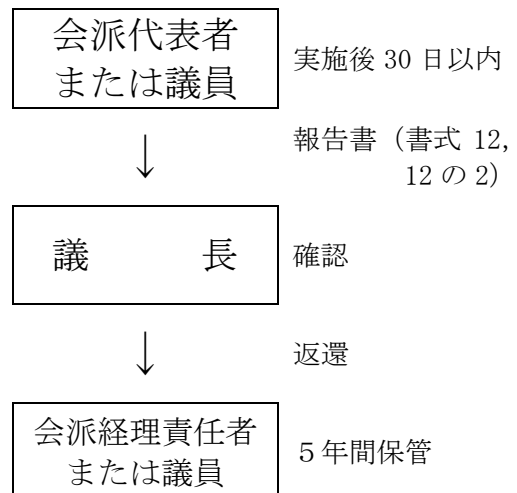 会派代表者
または議員
実施後 30 日以内
↓
報告書（書式 12,
12 の 2）
議　　　長
確認
↓
返還
会派経理責任者
または議員
５年間保管